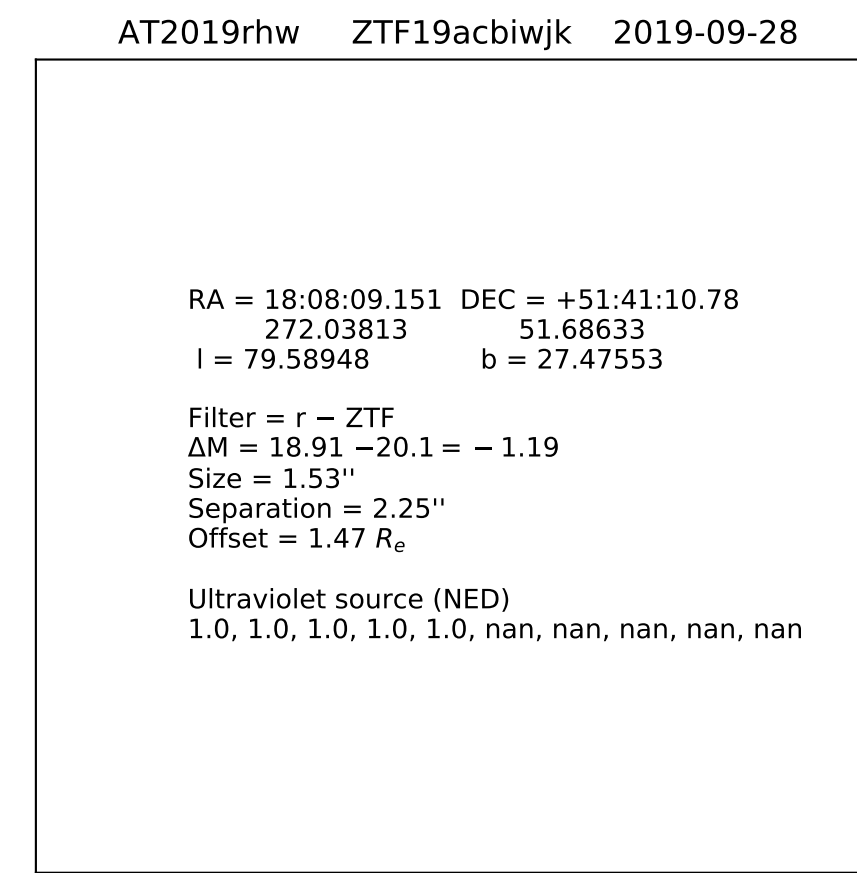 AT2019rhw ZTF19acbiwjk 2019-09-28
RA = 18:08:09.151 DEC = +51:41:10.78
272.03813 51.68633
l = 79.58948 b = 27.47553
Filter = r − ZTF
ΔM = 18.91 −20.1 = − 1.19
Size = 1.53''
Separation = 2.25''
Offset = 1.47 Rₑ
Ultraviolet source (NED)
1.0, 1.0, 1.0, 1.0, 1.0, nan, nan, nan, nan, nan